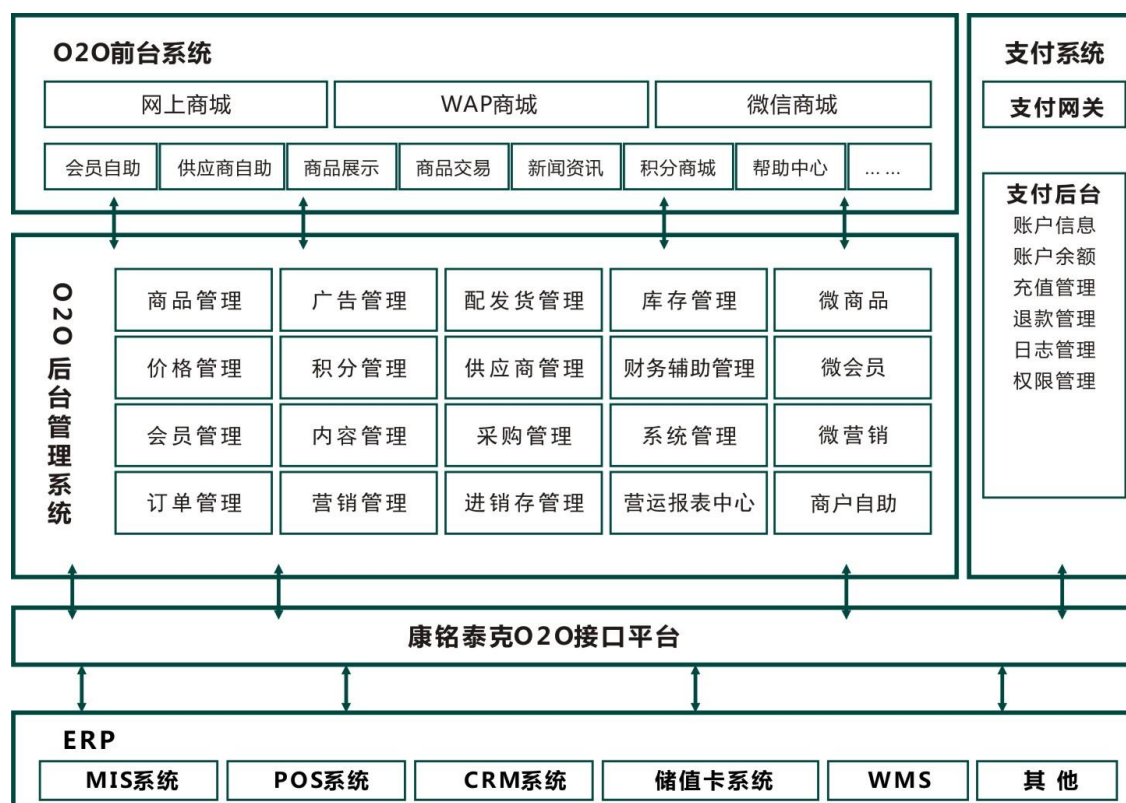 O2O前台系统
网上商城 WAP商城 微信商城
会员自助 供应商自助 商品展示 商品交易 新闻资讯 积分商城 帮助中心 ... ...
支付系统
支付网关
支付后台
账户信息
账户余额
充值管理
退款管理
日志管理
权限管理
O2O后台管理系统
商品管理 广告管理 配发货管理 库存管理 微商品
价格管理 积分管理 供应商管理 财务辅助管理 微会员
会员管理 内容管理 采购管理 系统管理 微营销
订单管理 营销管理 进销存管理 营运报表中心 商户自助
康铭泰克O2O接口平台
ERP
MIS系统 POS系统 CRM系统 储值卡系统 WMS 其他